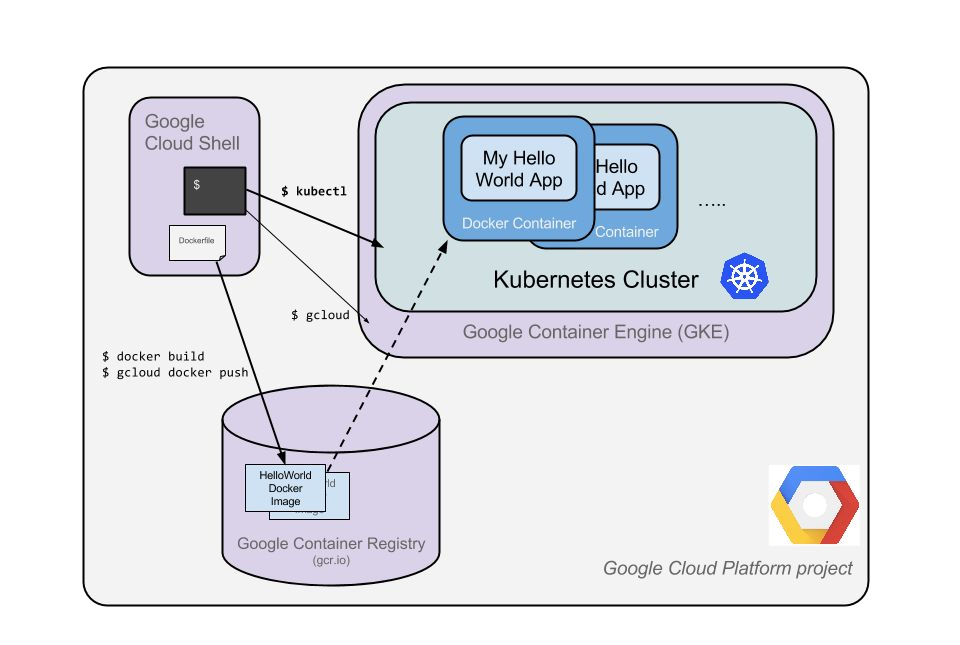 Google
Cloud Shell
$
Dockerfile
$ kubectl
$ gcloud
$ docker build
$ gcloud docker push
My Hello
World App
Docker Container
Hello
d App
Container
.....
Kubernetes Cluster
Google Container Engine (GKE)
HelloWorld
Docker
Image
Google Container Registry
(gcr.io)
Google Cloud Platform project